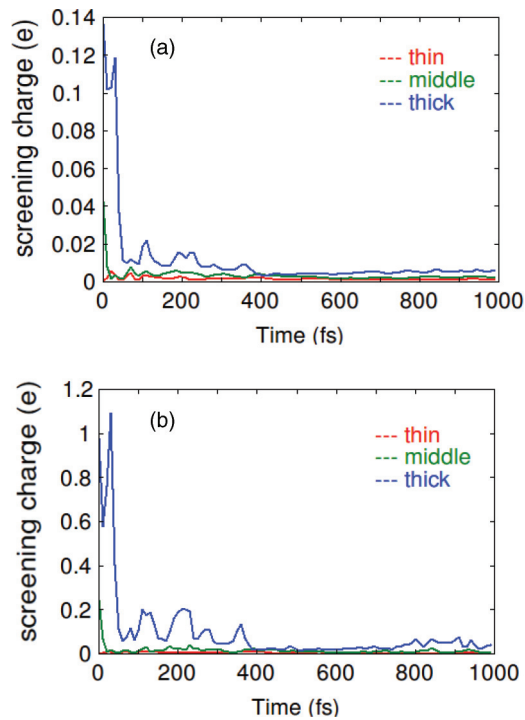 0.14
(a)
thin
0.12
middle
0.1
thick
0.08
0.06
0.04
0.02
0
screening charge (e)
0 200 400 600 800 1000
Time (fs)
1.2
(b)
1
thin
middle
0.8
thick
0.6
0.4
0.2
0
screening charge (e)
0 200 400 600 800 1000
Time (fs)